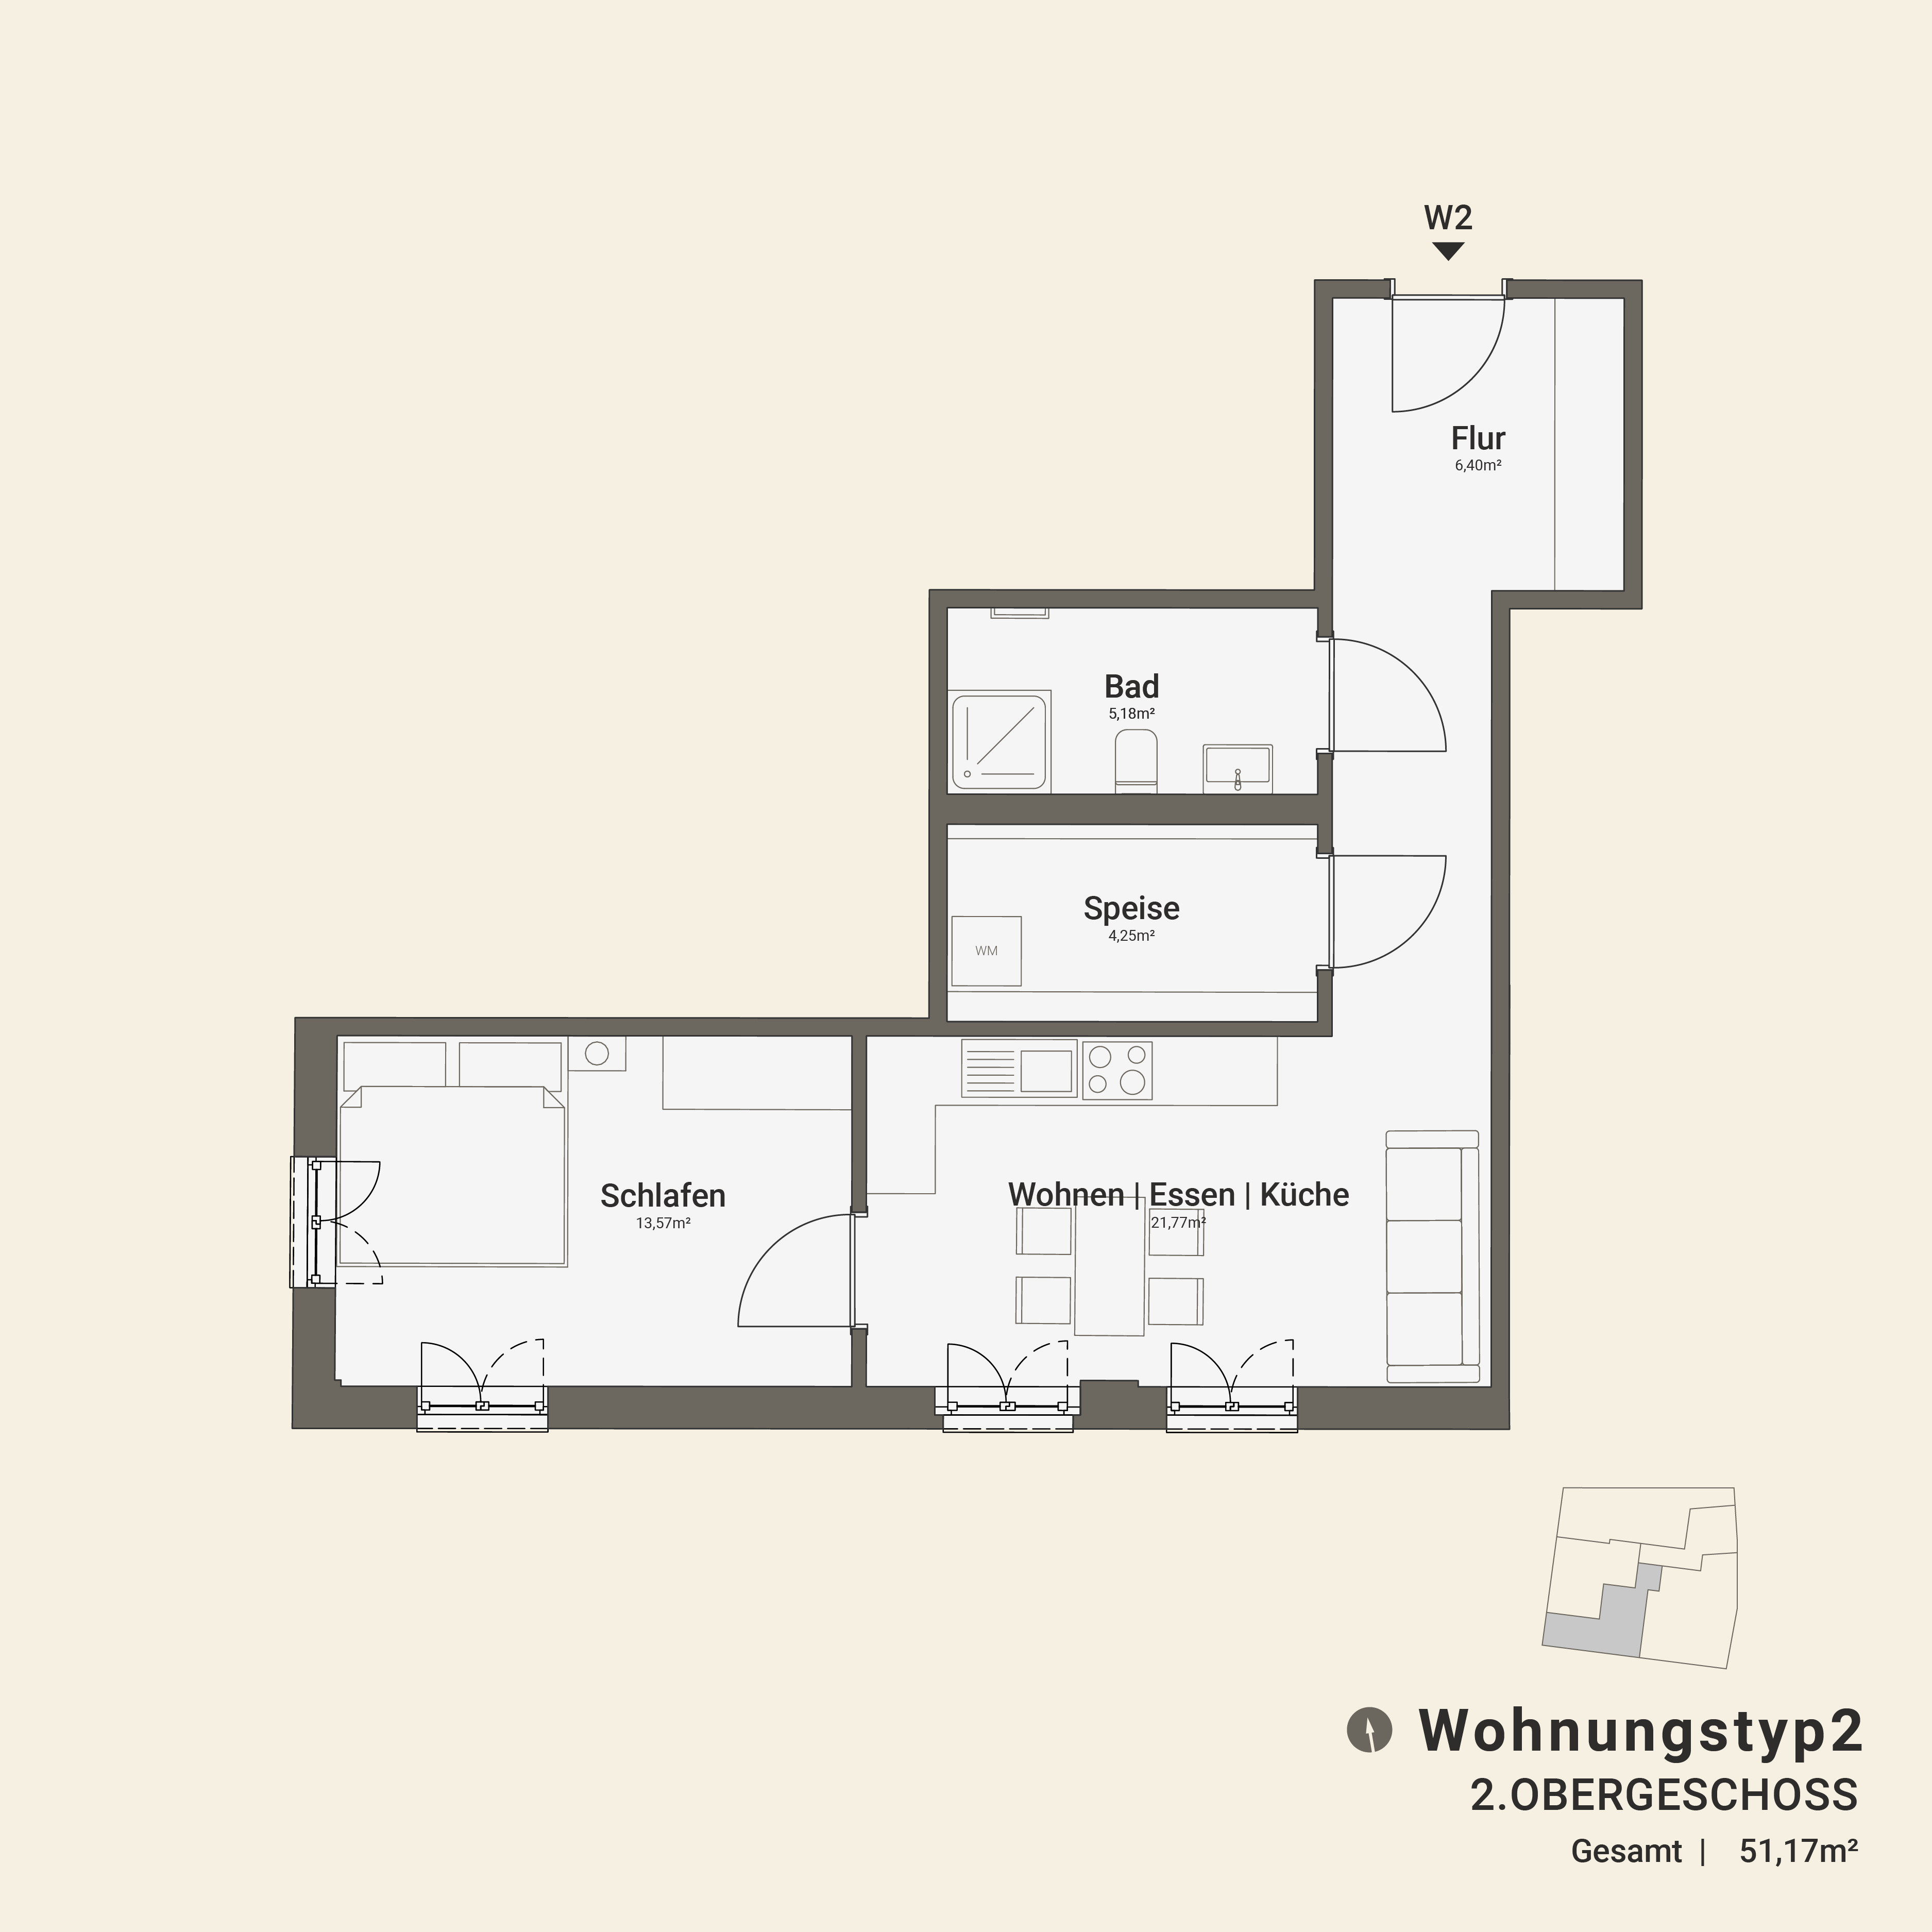 W2
Flur
6,40m²
Bad
5,18m²
Speise
4,25m²
WM
Schlafen
13,57m²
Wohnen | Essen | Küche
21,77m²
Wohnungstyp2
2.OBERGESCHOSS
Gesamt | 51,17m²